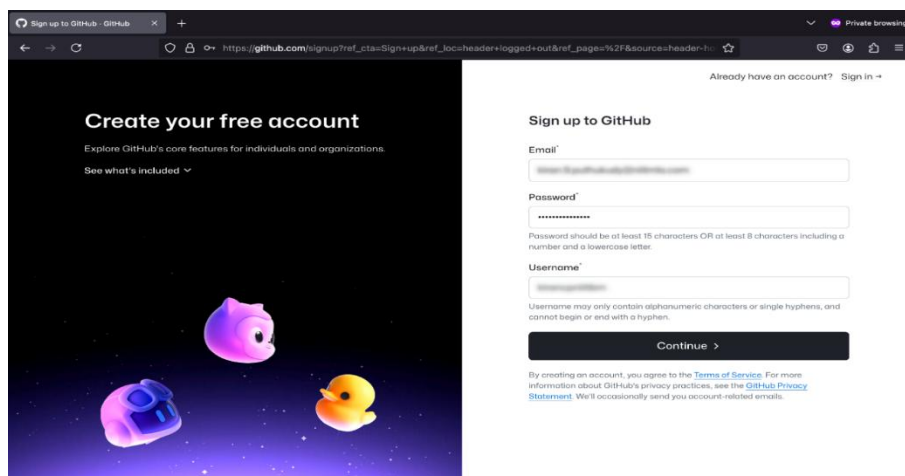 Sign up to GitHub · GitHub
Private browsing
https://github.com/signup?ref_cta=Sign+up&ref_loc=header+logged+out&ref_page=%2F&source=header-ho
Already have an account? Sign in →
Create your free account
Explore GitHub's core features for individuals and organizations.
See what's included
Sign up to GitHub
Email*
Password*
•••••••••••••••
Password should be at least 15 characters OR at least 8 characters including a
number and a lowercase letter.
Username*
Username may only contain alphanumeric characters or single hyphens, and
cannot begin or end with a hyphen.
Continue >
By creating an account, you agree to the Terms of Service. For more
information about GitHub's privacy practices, see the GitHub Privacy
Statement. We'll occasionally send you account-related emails.